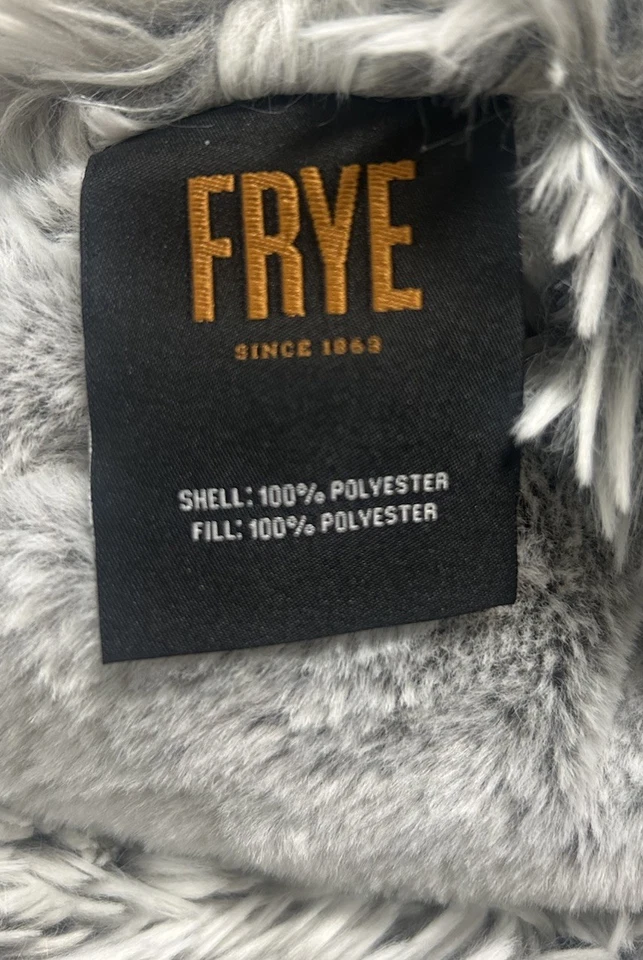 FRYE
SINCE 1863
SHELL: 100% POLYESTER
FILL: 100% POLYESTER